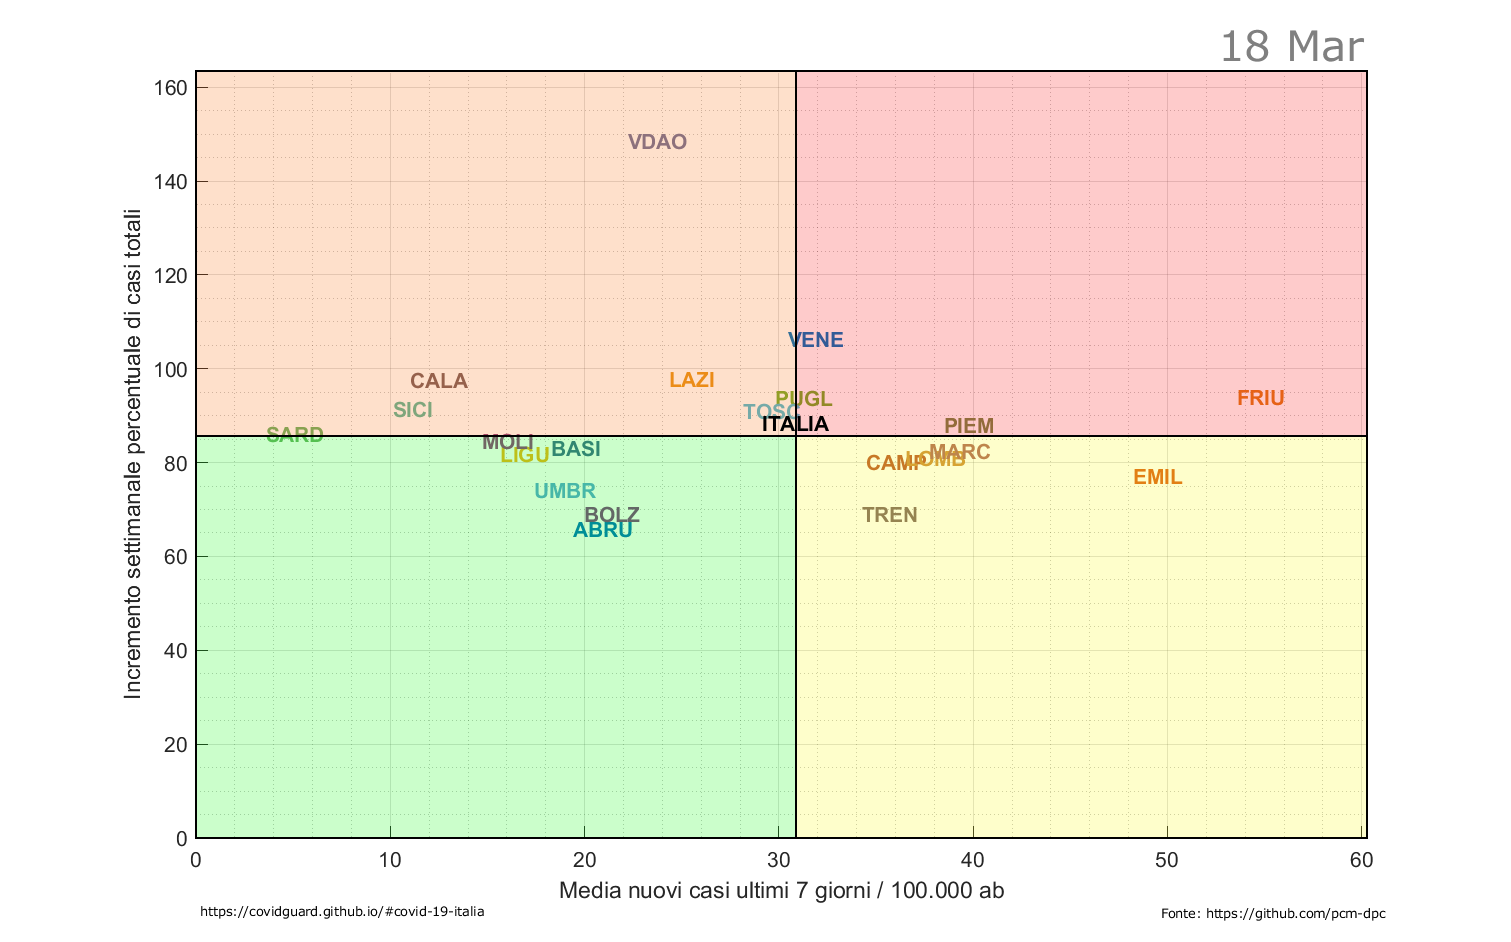 18 Mar
Incremento settimanale percentuale di casi totali
160
140
120
100
80
60
40
20
0
VDAO
VENE
CALA
LAZI
FRIU
PUGL
SICI
TOSC
ITALIA
PIEM
SARD
MOLI
BASI
MARC
LIGU
CAMP
LOMB
EMIL
UMBR
BOLZ
TREN
ABRU
0 10 20 30 40 50 60
Media nuovi casi ultimi 7 giorni / 100.000 ab
https://covidguard.github.io/#covid-19-italia
Fonte: https://github.com/pcm-dpc